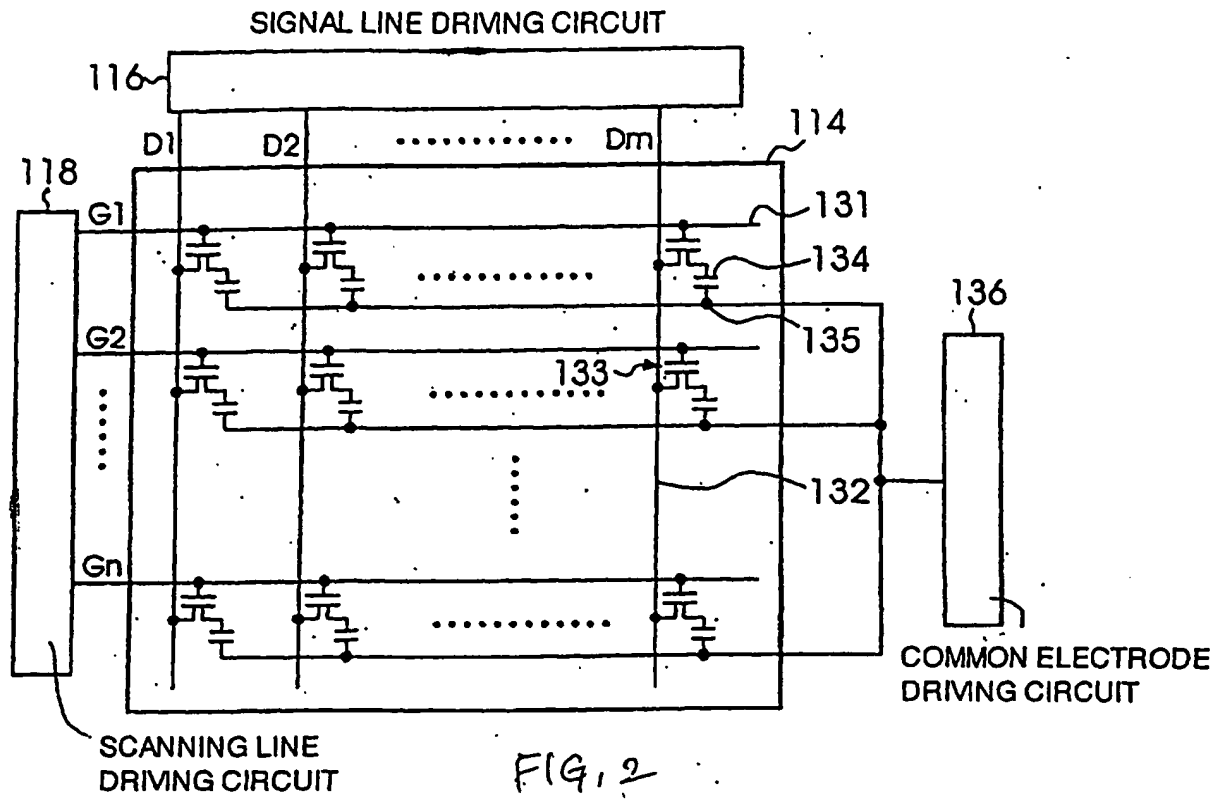 SIGNAL LINE DRIVING CIRCUIT
116
D1 D2 Dm
114
118
G1
131
134
136
G2
135
133
132
Gn
COMMON ELECTRODE
DRIVING CIRCUIT
SCANNING LINE
DRIVING CIRCUIT
FIG, 2